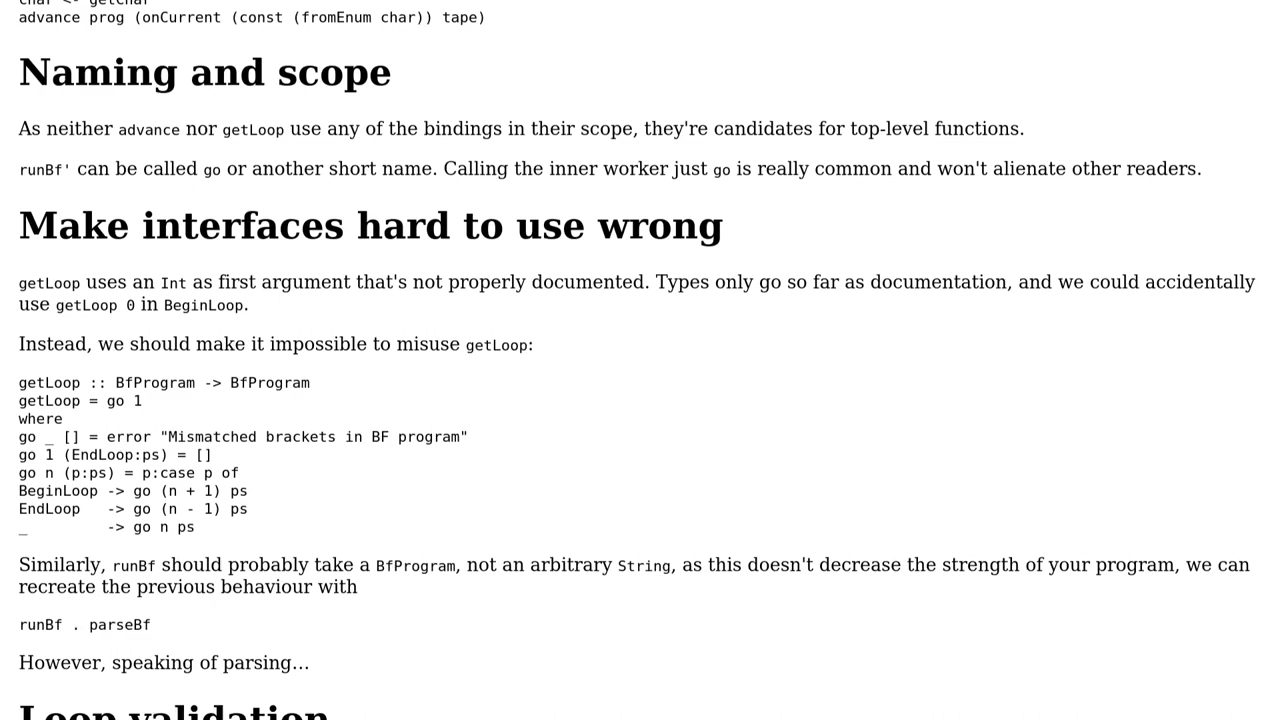 char <- getChar
advance prog (onCurrent (const (fromEnum char)) tape)
Naming and scope
As neither advance nor getLoop use any of the bindings in their scope, they're candidates for top-level functions.
runBf' can be called go or another short name. Calling the inner worker just go is really common and won't alienate other readers.
Make interfaces hard to use wrong
getLoop uses an Int as first argument that's not properly documented. Types only go so far as documentation, and we could accidentally
use getLoop 0 in BeginLoop.
Instead, we should make it impossible to misuse getLoop:
getLoop :: BfProgram -> BfProgram
getLoop = go 1
where
go _ [] = error "Mismatched brackets in BF program"
go 1 (EndLoop:ps) = []
go n (p:ps) = p:case p of
BeginLoop -> go (n + 1) ps
EndLoop   -> go (n - 1) ps
_         -> go n ps
Similarly, runBf should probably take a BfProgram, not an arbitrary String, as this doesn't decrease the strength of your program, we can
recreate the previous behaviour with
runBf . parseBf
However, speaking of parsing…
Loop validation